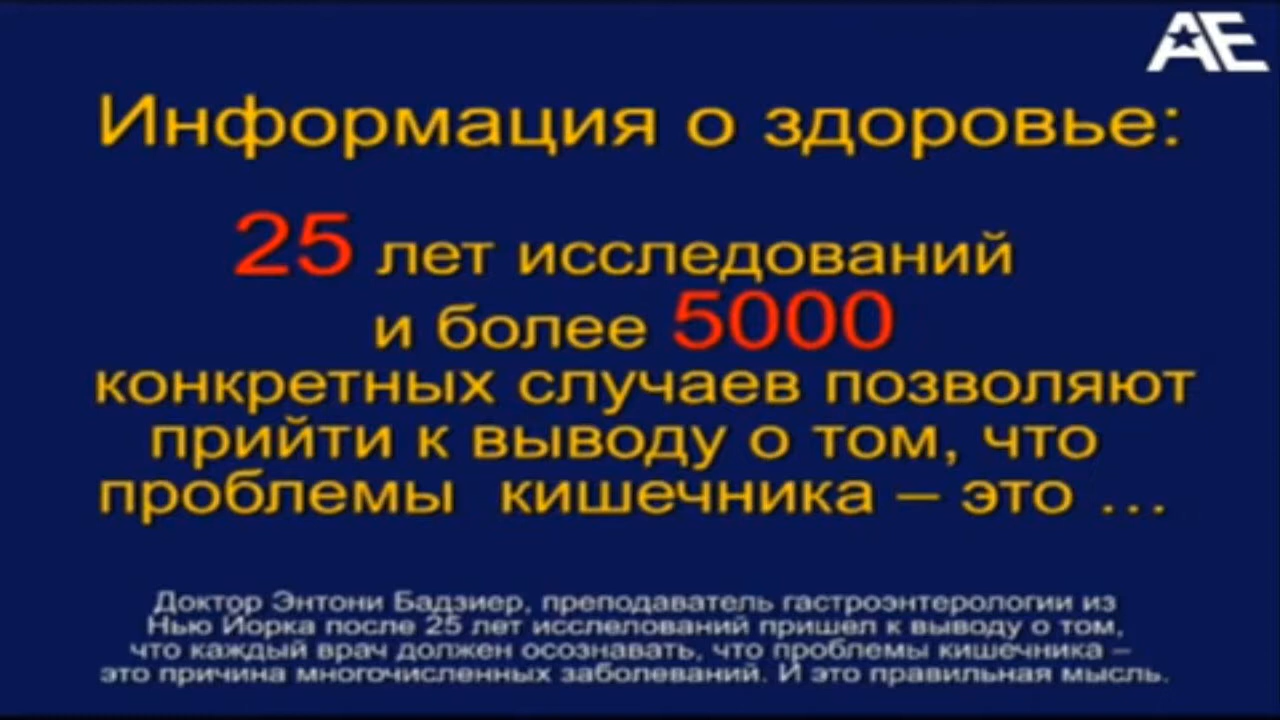 AE
Информация о здоровье:
25 лет исследований
и более 5000
конкретных случаев позволяют
прийти к выводу о том, что
проблемы кишечника – это ...
Доктор Энтони Бадзиер, преподаватель гастроэнтерологии из
Нью Йорка после 25 лет исследований пришел к выводу о том,
что каждый врач должен осознавать, что проблемы кишечника –
это причина многочисленных заболеваний. И это правильная мысль.